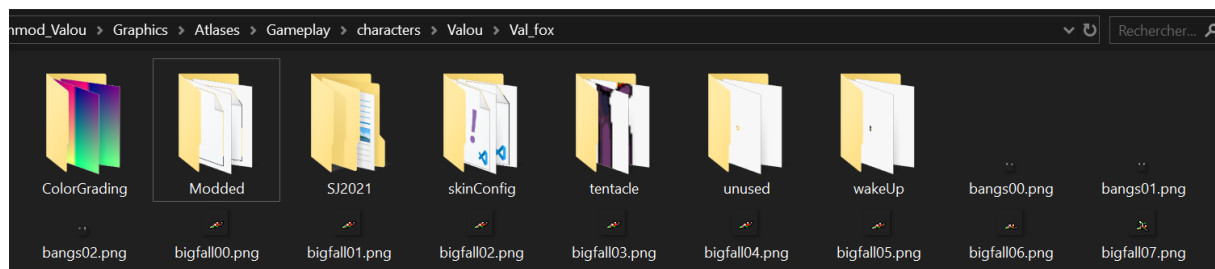 nmod_Valou > Graphics > Atlases > Gameplay > characters > Valou > Val_fox
Rechercher...
ColorGrading Modded SJ2021 skinConfig tentacle unused wakeUp bangs00.png bangs01.png
bangs02.png bigfall00.png bigfall01.png bigfall02.png bigfall03.png bigfall04.png bigfall05.png bigfall06.png bigfall07.png